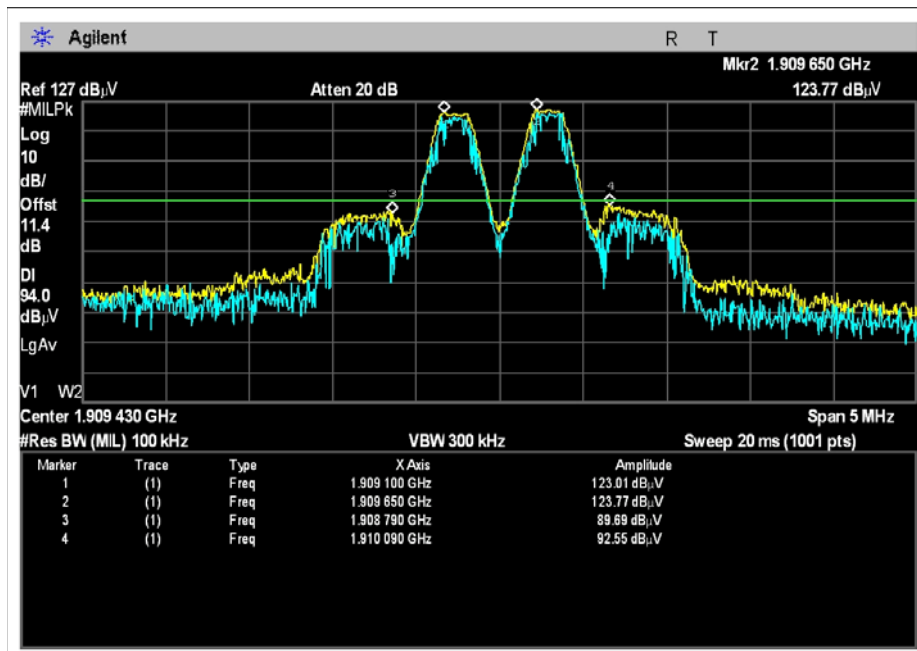 Agilent
R T
Mkr2 1.909 650 GHz
Ref 127 dBµV Atten 20 dB 123.77 dBµV
#MILPk
Log
10
dB/
Offst
11.4
dB
DI
94.0
dBµV
LgAv
V1 W2
3
4
Center 1.909 430 GHz Span 5 MHz
#Res BW (MIL) 100 kHz VBW 300 kHz Sweep 20 ms (1001 pts)
Marker Trace Type X Axis Amplitude
1 (1) Freq 1.909 100 GHz 123.01 dBµV
2 (1) Freq 1.909 650 GHz 123.77 dBµV
3 (1) Freq 1.908 790 GHz 89.69 dBµV
4 (1) Freq 1.910 090 GHz 92.55 dBµV